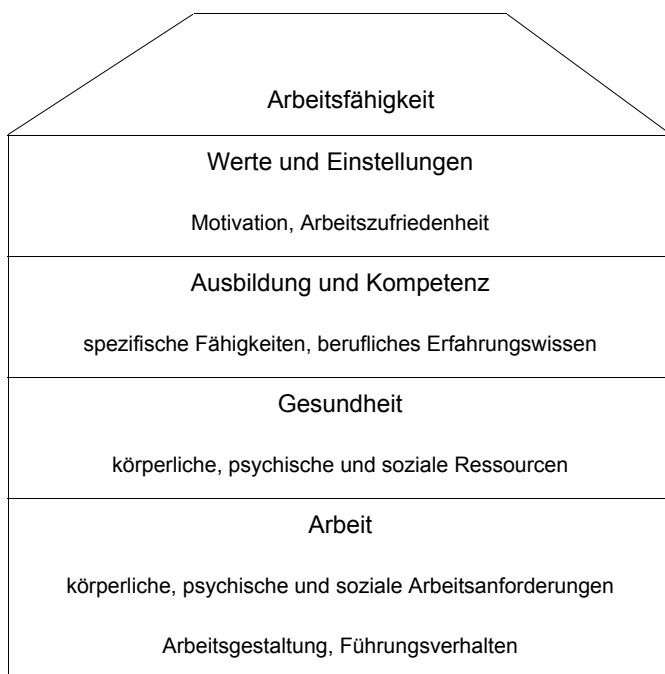 Arbeitsfähigkeit
Werte und Einstellungen
Motivation, Arbeitszufriedenheit
Ausbildung und Kompetenz
spezifische Fähigkeiten, berufliches Erfahrungswissen
Gesundheit
körperliche, psychische und soziale Ressourcen
Arbeit
körperliche, psychische und soziale Arbeitsanforderungen
Arbeitsgestaltung, Führungsverhalten